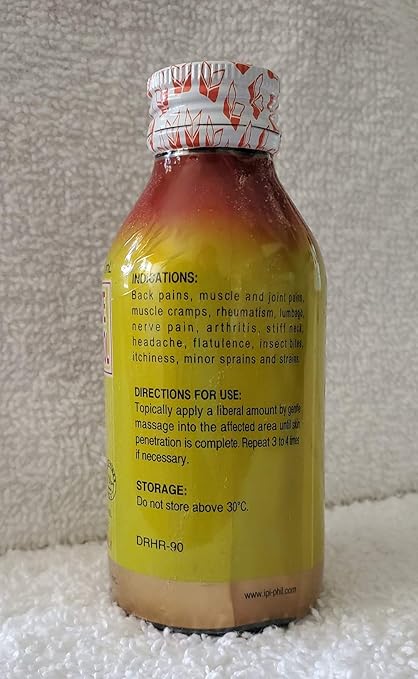 INDICATIONS:
Back pains, muscle and joint pains,
muscle cramps, rheumatism, lumbago,
nerve pain, arthritis, stiff neck,
headache, flatulence, insect bites,
itchiness, minor sprains and strains.
DIRECTIONS FOR USE:
Topically apply a liberal amount by gentle
massage into the affected area until skin
penetration is complete. Repeat 3 to 4 times
if necessary.
STORAGE:
Do not store above 30°C.
DRHR-90
www.ipi-phil.com